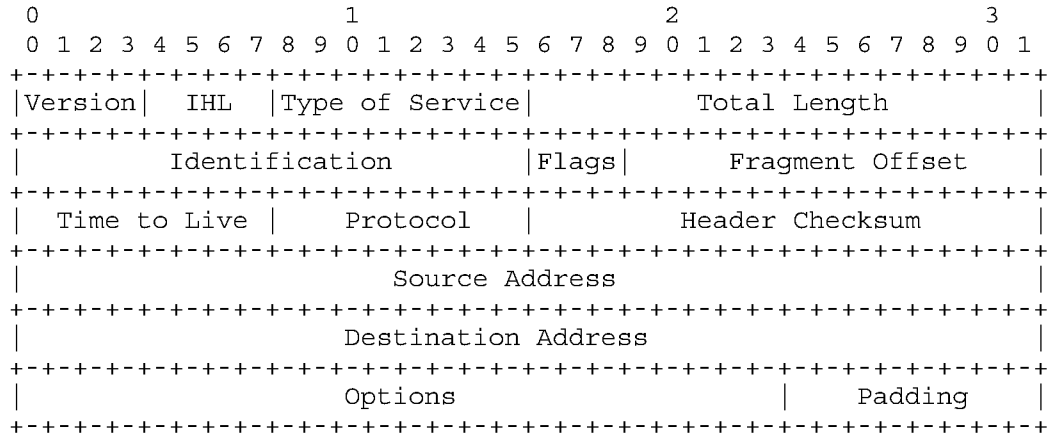 0                   1                   2                   3
 0 1 2 3 4 5 6 7 8 9 0 1 2 3 4 5 6 7 8 9 0 1 2 3 4 5 6 7 8 9 0 1
+-+-+-+-+-+-+-+-+-+-+-+-+-+-+-+-+-+-+-+-+-+-+-+-+-+-+-+-+-+-+-+-+
|Version|  IHL  |Type of Service|          Total Length         |
+-+-+-+-+-+-+-+-+-+-+-+-+-+-+-+-+-+-+-+-+-+-+-+-+-+-+-+-+-+-+-+-+
|         Identification        |Flags|      Fragment Offset    |
+-+-+-+-+-+-+-+-+-+-+-+-+-+-+-+-+-+-+-+-+-+-+-+-+-+-+-+-+-+-+-+-+
|  Time to Live |    Protocol   |         Header Checksum       |
+-+-+-+-+-+-+-+-+-+-+-+-+-+-+-+-+-+-+-+-+-+-+-+-+-+-+-+-+-+-+-+-+
|                       Source Address                          |
+-+-+-+-+-+-+-+-+-+-+-+-+-+-+-+-+-+-+-+-+-+-+-+-+-+-+-+-+-+-+-+-+
|                    Destination Address                        |
+-+-+-+-+-+-+-+-+-+-+-+-+-+-+-+-+-+-+-+-+-+-+-+-+-+-+-+-+-+-+-+-+
|                    Options                    |    Padding    |
+-+-+-+-+-+-+-+-+-+-+-+-+-+-+-+-+-+-+-+-+-+-+-+-+-+-+-+-+-+-+-+-+